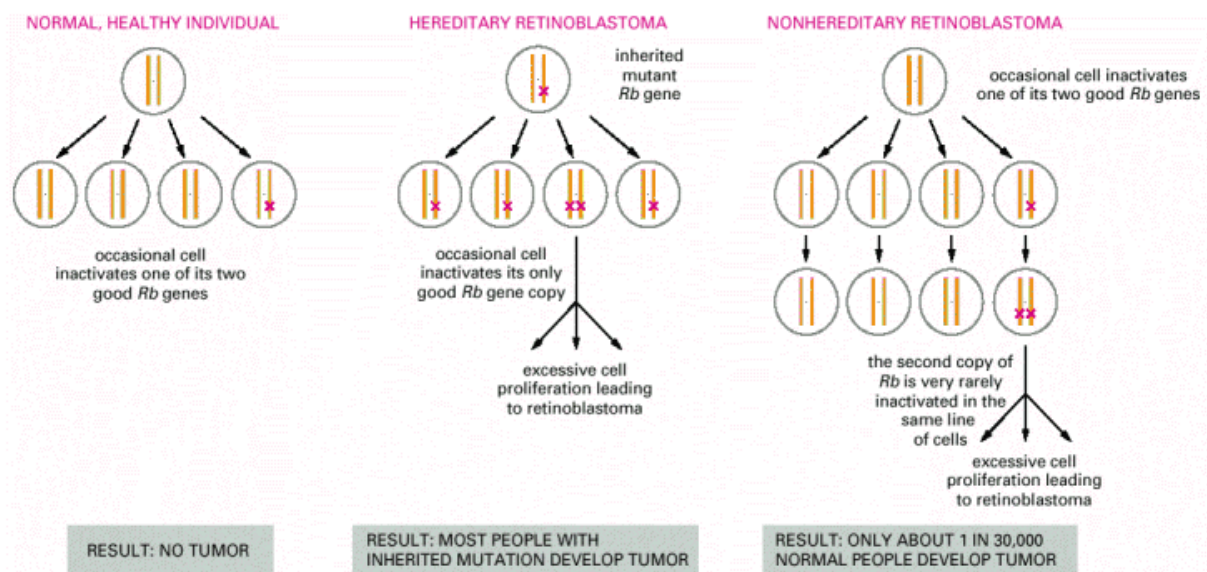 NORMAL, HEALTHY INDIVIDUAL
occasional cell
inactivates one of its two
good Rb genes
RESULT: NO TUMOR
HEREDITARY RETINOBLASTOMA
inherited
mutant
Rb gene
occasional cell
inactivates its only
good Rb gene copy
excessive cell
proliferation leading
to retinoblastoma
RESULT: MOST PEOPLE WITH
INHERITED MUTATION DEVELOP TUMOR
NONHEREDITARY RETINOBLASTOMA
occasional cell inactivates
one of its two good Rb genes
the second copy of
Rb is very rarely
inactivated in the
same line
of cells
excessive cell
proliferation leading
to retinoblastoma
RESULT: ONLY ABOUT 1 IN 30,000
NORMAL PEOPLE DEVELOP TUMOR